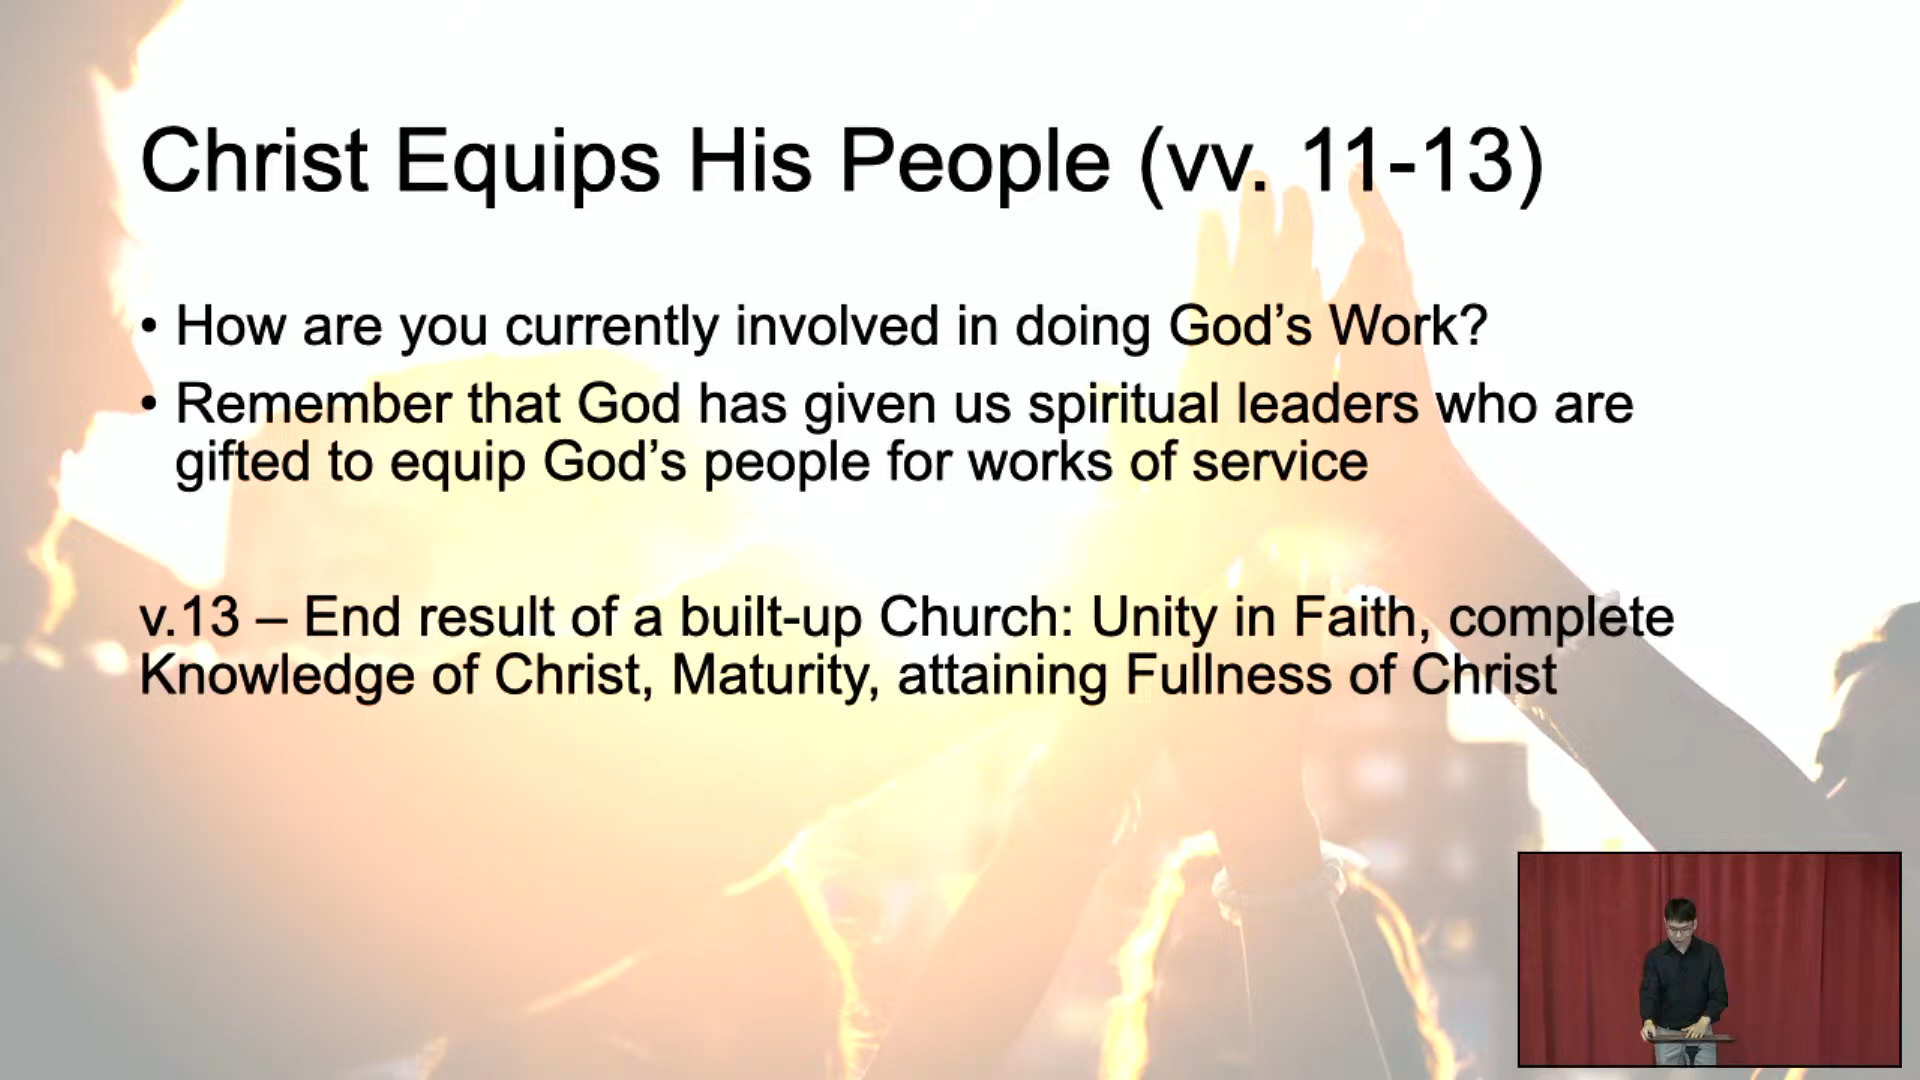 Christ Equips His People (vv. 11-13)
• How are you currently involved in doing God’s Work?
• Remember that God has given us spiritual leaders who are
gifted to equip God’s people for works of service
v.13 – End result of a built-up Church: Unity in Faith, complete
Knowledge of Christ, Maturity, attaining Fullness of Christ